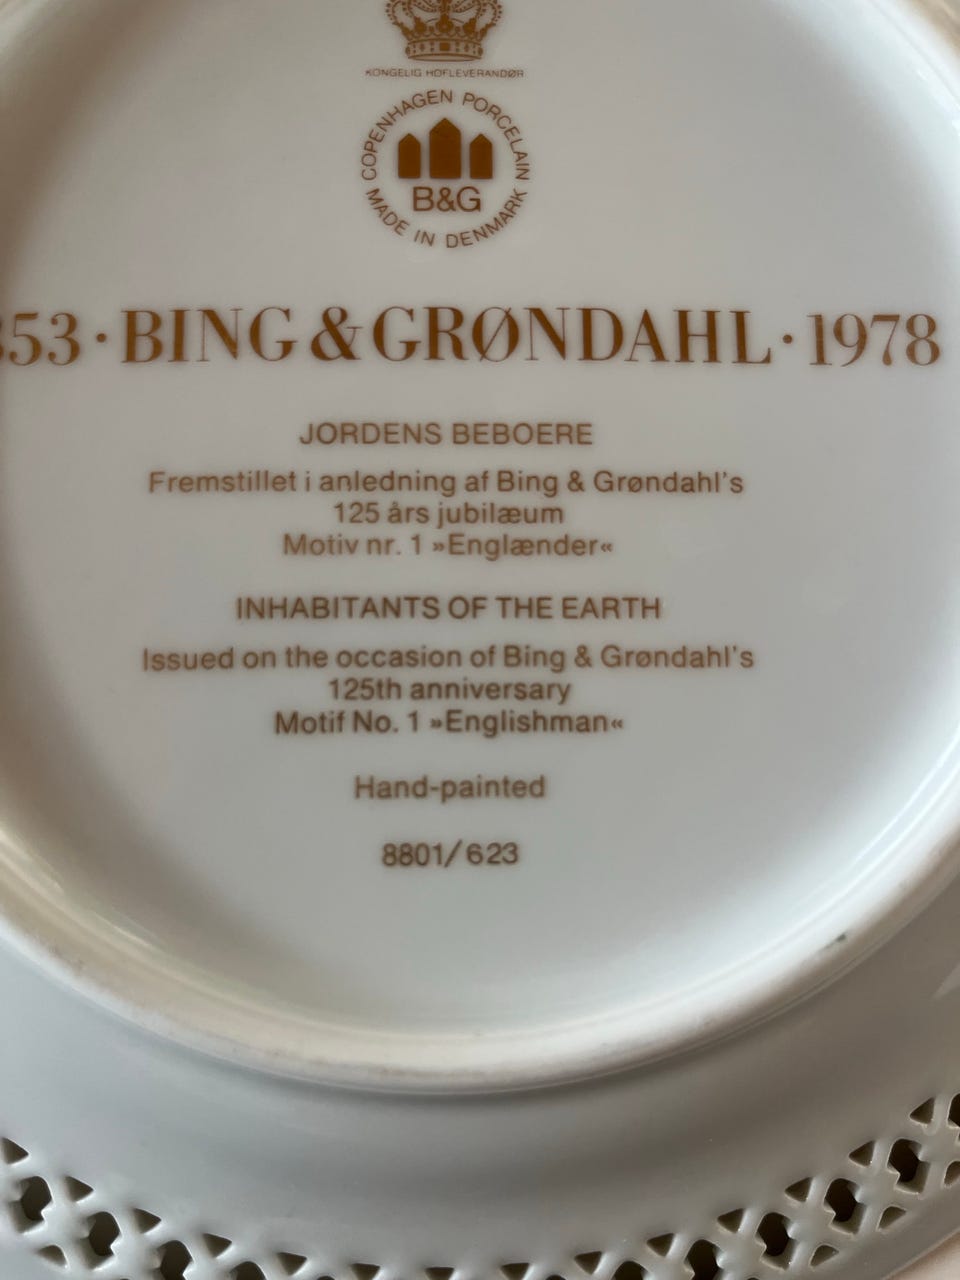 KONGELIG HOFLEVERANDØR
COPENHAGEN PORCELAIN
B&G
MADE IN DENMARK
853 · BING & GRØNDAHL · 1978
JORDENS BEBOERE
Fremstillet i anledning af Bing & Grøndahl's
125 års jubilæum
Motiv nr. 1 »Englænder«
INHABITANTS OF THE EARTH
Issued on the occasion of Bing & Grøndahl's
125th anniversary
Motif No. 1 »Englishman«
Hand-painted
8801/623